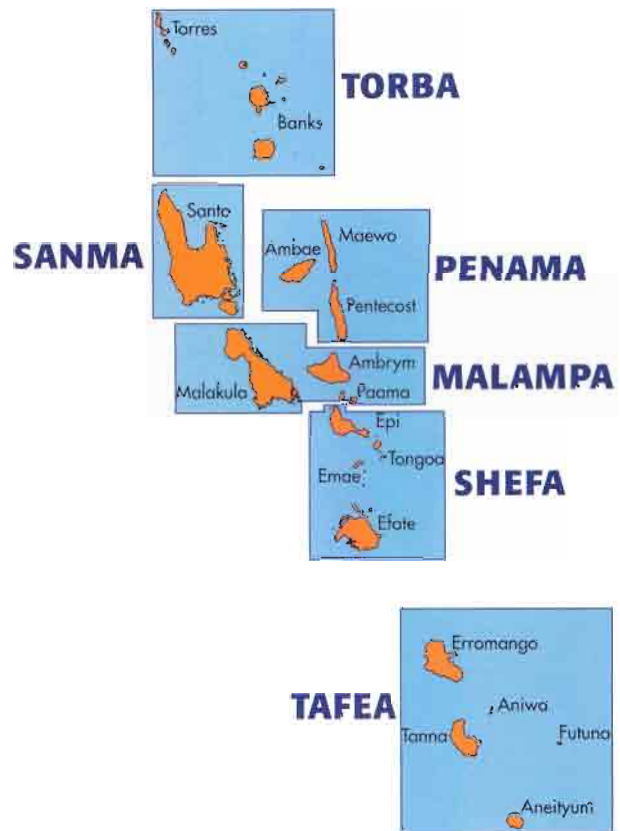 Torres
TORBA
Banks
Santo
SANMA
Maewo
Ambae
PENAMA
Pentecost
Ambrym
MALAMPA
Malakula
Paama
Epi
Tongoa
Emae
SHEFA
Efate
Erromango
TAFEA
Aniwa
Tanna
Futuna
Aneityum